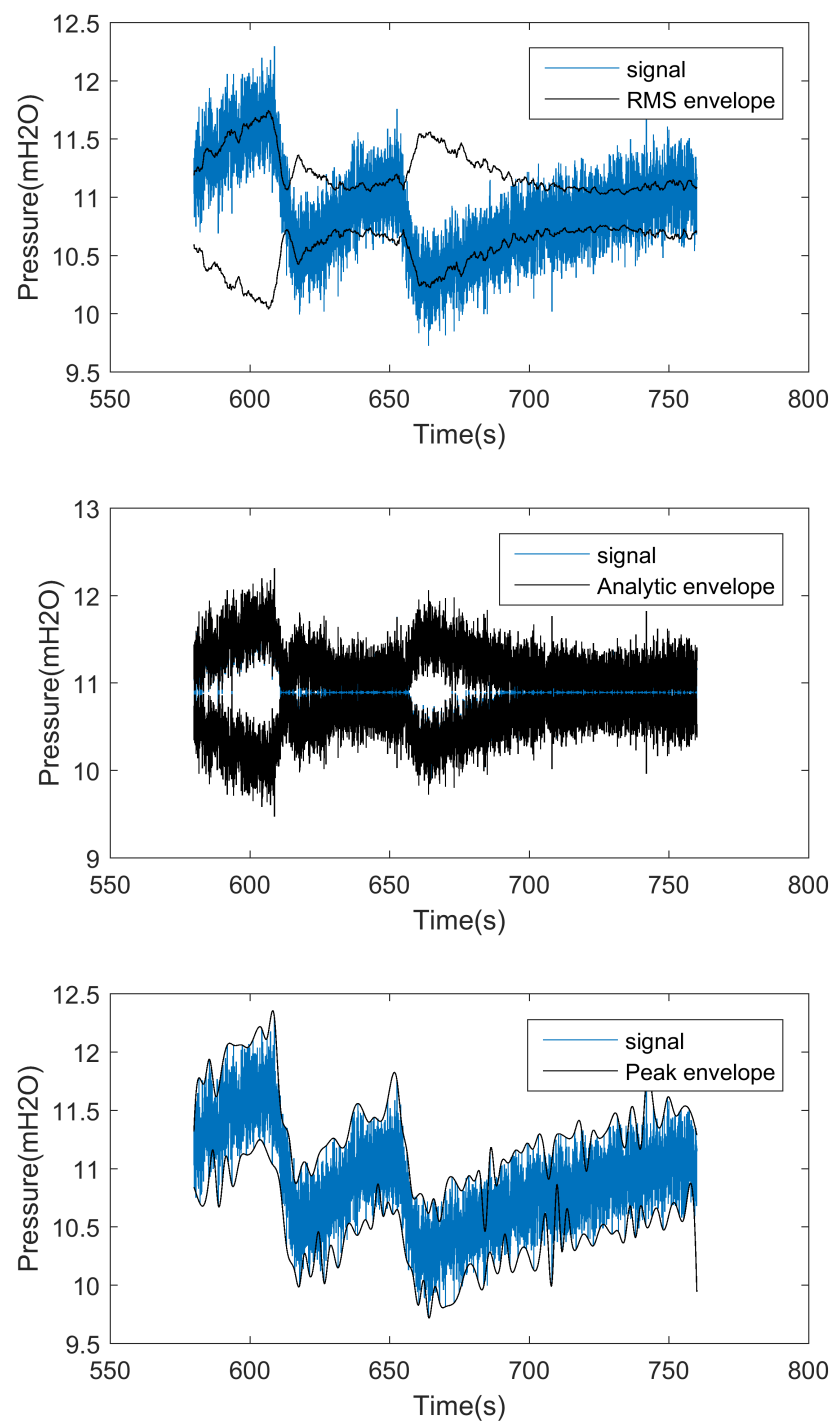 12.5
12
11.5
11
10.5
10
9.5
Pressure(mH2O)
signal
RMS envelope
550 600 650 700 750 800
Time(s)
13
12
11
10
9
Pressure(mH2O)
signal
Analytic envelope
550 600 650 700 750 800
Time(s)
12.5
12
11.5
11
10.5
10
9.5
Pressure(mH2O)
signal
Peak envelope
550 600 650 700 750 800
Time(s)